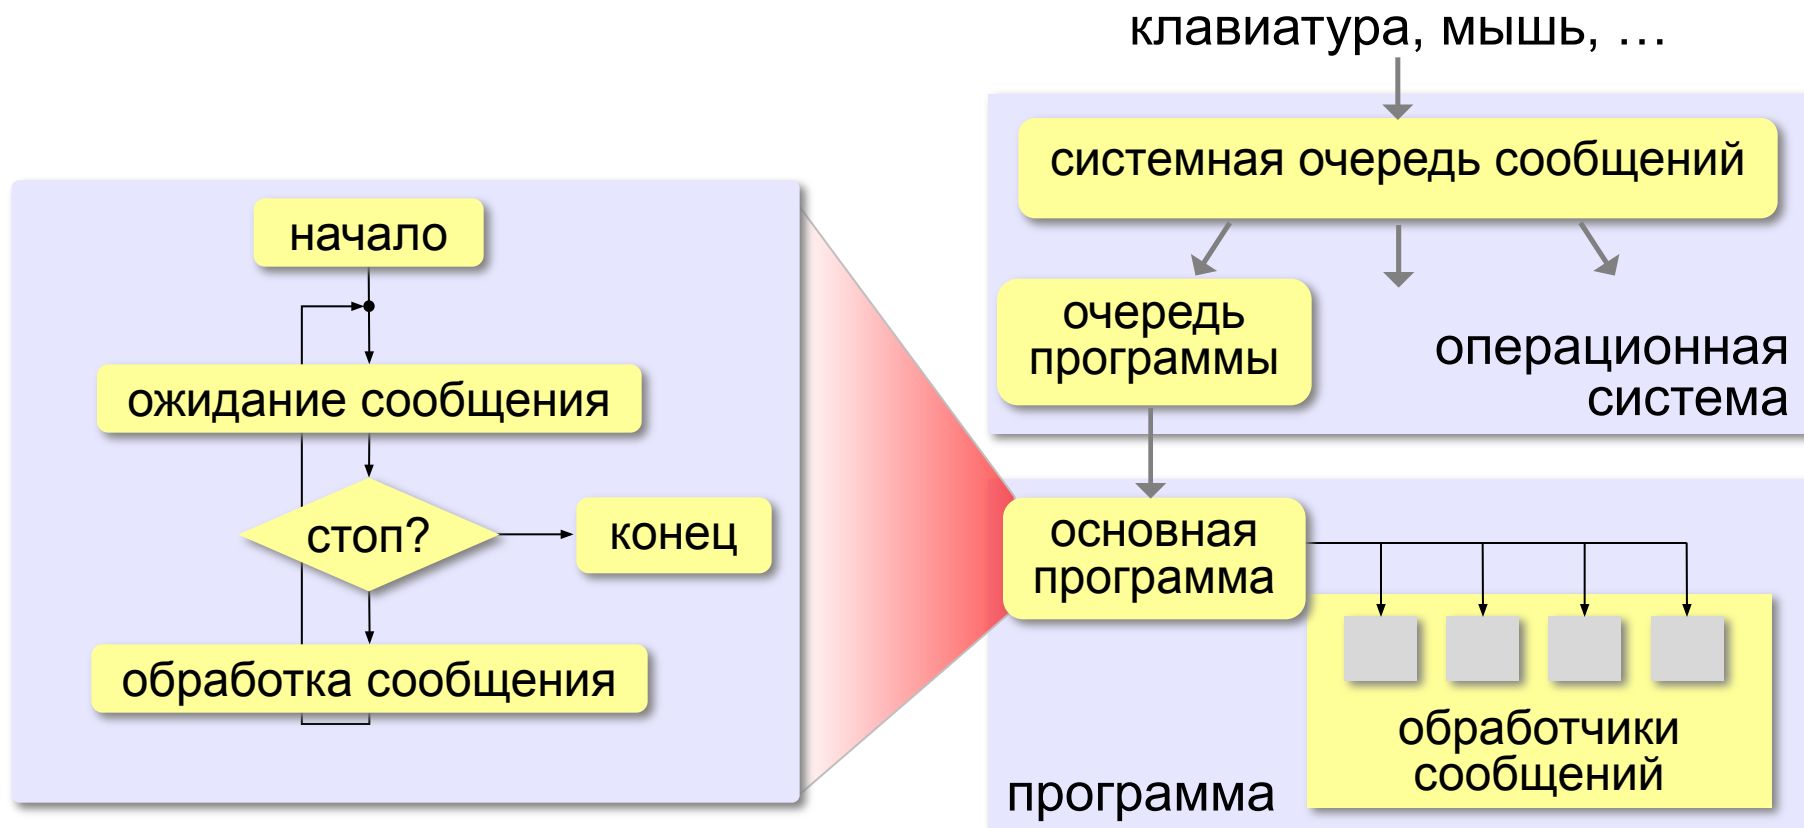 клавиатура, мышь, …
системная очередь сообщений
очередь
программы
операционная
система
начало
ожидание сообщения
стоп?
конец
обработка сообщения
основная
программа
обработчики
сообщений
программа